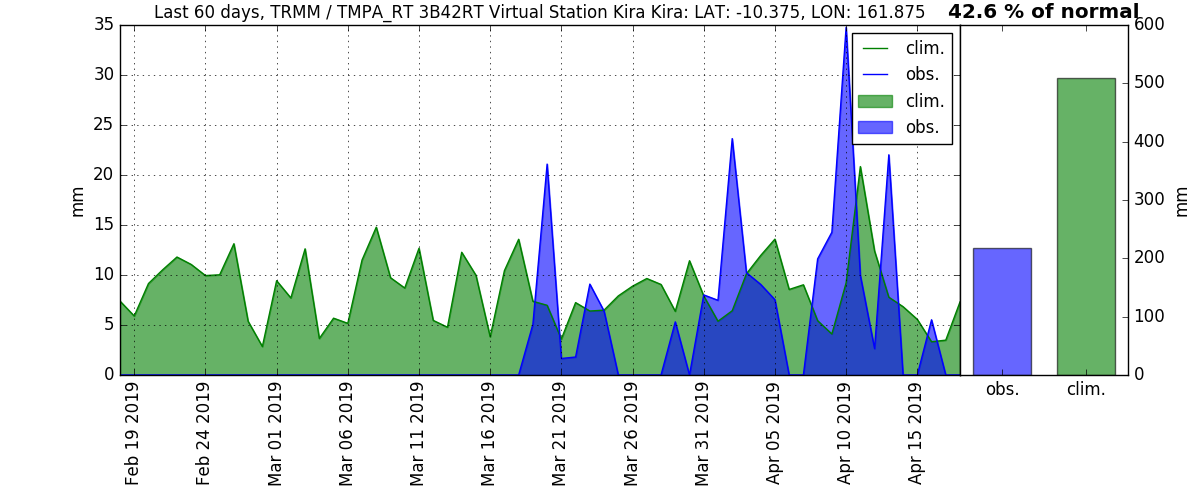 Last 60 days, TRMM / TMPA_RT 3B42RT Virtual Station Kira Kira: LAT: -10.375, LON: 161.875
42.6 % of normal
35
30
25
20
15
10
5
0
mm
clim.
obs.
clim.
obs.
600
500
400
300
200
100
0
mm
obs.
clim.
Feb 19 2019
Feb 24 2019
Mar 01 2019
Mar 06 2019
Mar 11 2019
Mar 16 2019
Mar 21 2019
Mar 26 2019
Mar 31 2019
Apr 05 2019
Apr 10 2019
Apr 15 2019